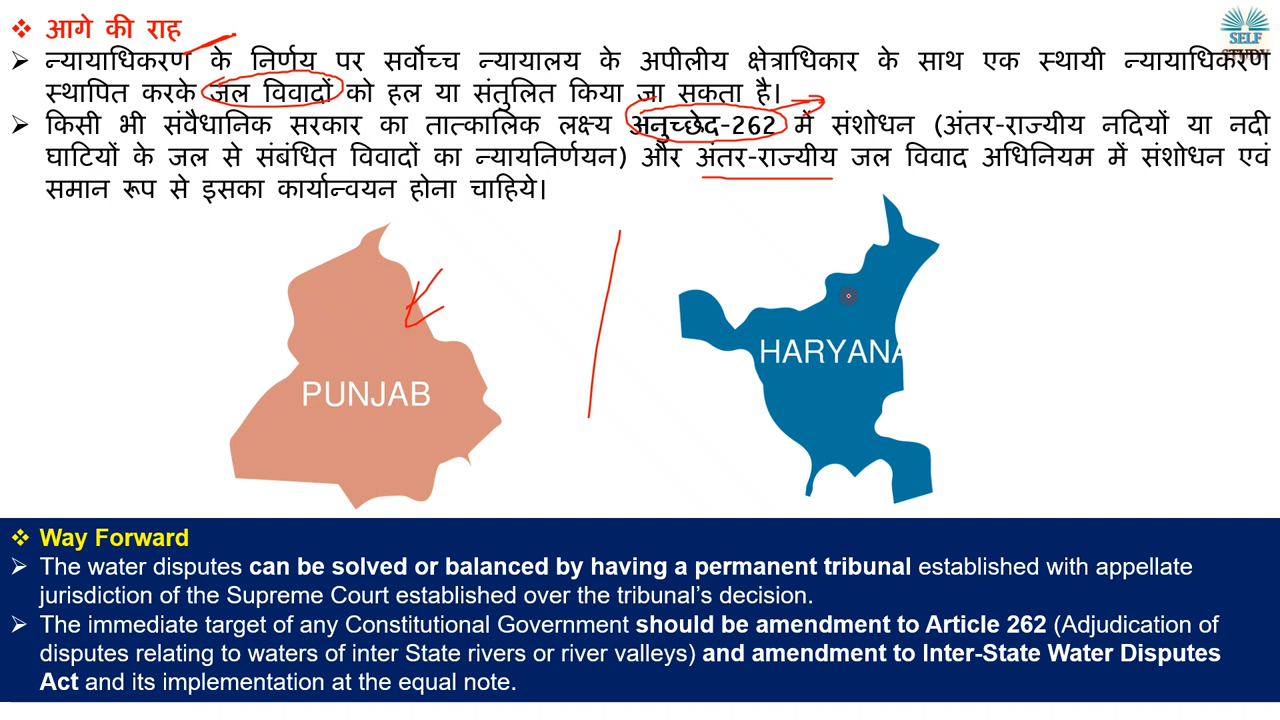 ❖ आगे की राह
SELF
STUDY
➢ न्यायाधिकरण के निर्णय पर सर्वोच्च न्यायालय के अपीलीय क्षेत्राधिकार के साथ एक स्थायी न्यायाधिकरण
स्थापित करके जल विवादों को हल या संतुलित किया जा सकता है।
➢ किसी भी संवैधानिक सरकार का तात्कालिक लक्ष्य अनुच्छेद-262 में संशोधन (अंतर-राज्यीय नदियों या नदी
घाटियों के जल से संबंधित विवादों का न्यायनिर्णयन) और अंतर-राज्यीय जल विवाद अधिनियम में संशोधन एवं
समान रूप से इसका कार्यान्वयन होना चाहिये।
PUNJAB
HARYANA
❖ Way Forward
➢ The water disputes can be solved or balanced by having a permanent tribunal established with appellate
jurisdiction of the Supreme Court established over the tribunal's decision.
➢ The immediate target of any Constitutional Government should be amendment to Article 262 (Adjudication of
disputes relating to waters of inter State rivers or river valleys) and amendment to Inter-State Water Disputes
Act and its implementation at the equal note.